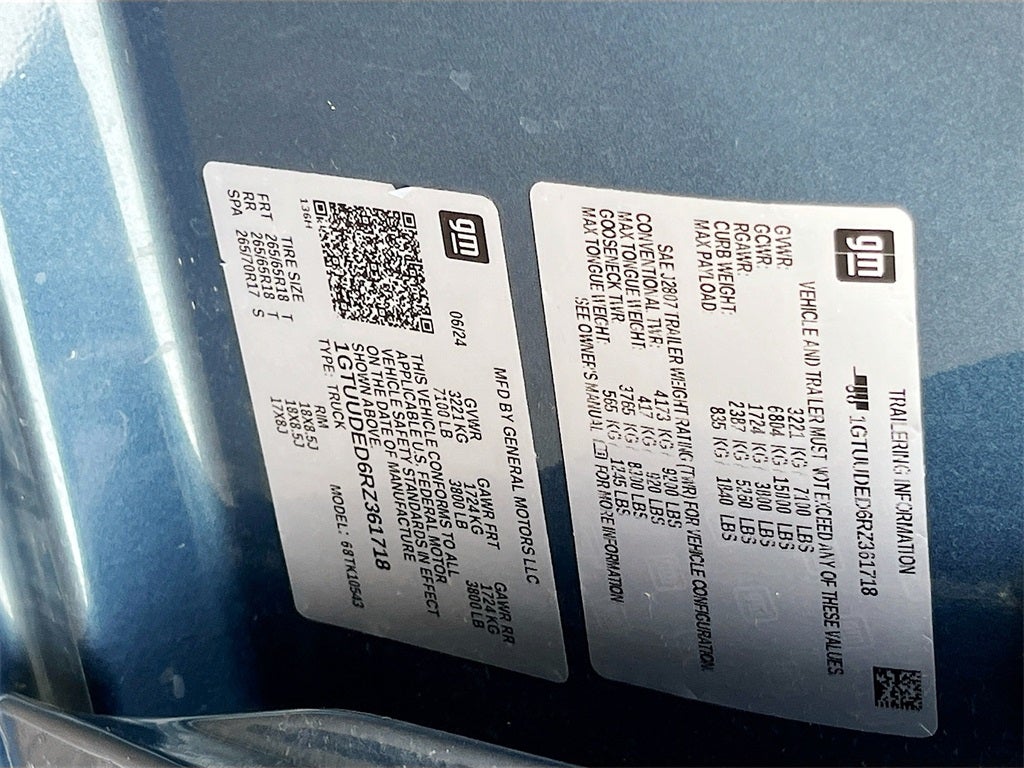 gm
MFD BY GENERAL MOTORS LLC
06/24
GVWR GAWR FRT GAWR RR
3221 KG 1724 KG 1724 KG
7100 LB 3800 LB 3800 LB
THIS VEHICLE CONFORMS TO ALL
APPLICABLE U.S. FEDERAL MOTOR
VEHICLE SAFETY STANDARDS IN EFFECT
ON THE DATE OF MANUFACTURE
SHOWN ABOVE.
1GTUUDED6RZ361718
TYPE: TRUCK MODEL: 68TK10543
136H
TIRE SIZE RIM
FRT 265/65R18 T 18X8.5J
RR 265/65R18 T 18X8.5J
SPA 265/70R17 S 17X8J
gm
TRAILERING INFORMATION
1GTUUDED6RZ361718
VEHICLE AND TRAILER MUST NOT EXCEED ANY OF THESE VALUES
GVWR: 3221 KG/ 7100 LBS
GCWR: 6804 KG/ 15000 LBS
RGAWR: 1724 KG/ 3800 LBS
CURB WEIGHT: 2387 KG/ 5260 LBS
MAX PAYLOAD 835 KG/ 1840 LBS
SAE J2807 TRAILER WEIGHT RATING (TWR) FOR VEHICLE CONFIGURATION.
CONVENTIONAL TWR: 4173 KG/ 9200 LBS
MAX TONGUE WEIGHT: 417 KG/ 920 LBS
GOOSENECK TWR: 3765 KG/ 8300 LBS
MAX TONGUE WEIGHT: 565 KG/ 1245 LBS
SEE OWNER'S MANUAL FOR MORE INFORMATION